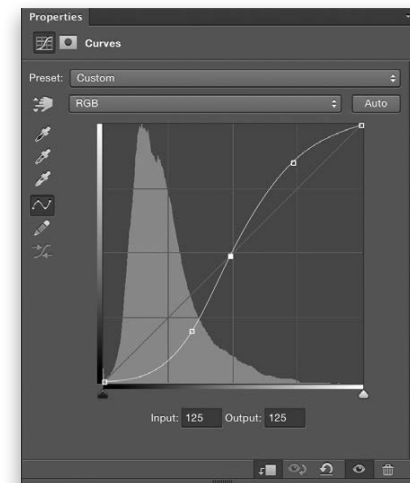 Properties
Curves
Preset: Custom
RGB Auto
Input: 125 Output: 125